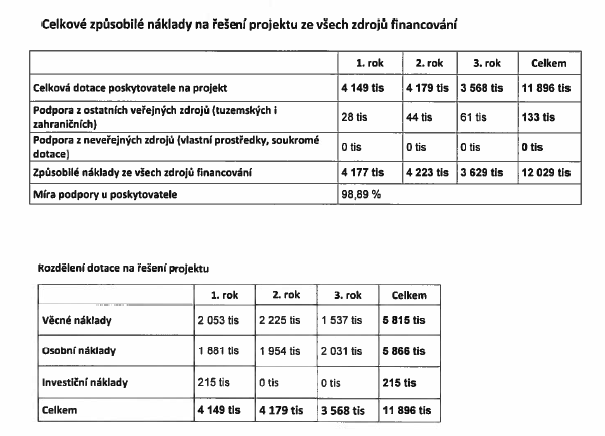 Celkové způsobilé náklady na řešení projektu ze všech zdrojů financování
1. rok 2. rok 3. rok Celkem
Celková dotace poskytovatele na projekt 4 149 tis 4 179 tis 3 568 tis 11 896 tis
Podpora z ostatních veřejných zdrojů (tuzemských i
zahraničních) 28 tis 44 tis 61 tis 133 tis
Podpora z neveřejných zdrojů (vlastní prostředky, soukromé
dotace) 0 tis 0 tis 0 tis 0 tis
Způsobilé náklady ze všech zdrojů financování 4 177 tis 4 223 tis 3 629 tis 12 029 tis
Míra podpory u poskytovatele 98,89 %
Rozdělení dotace na řešení projektu
1. rok 2. rok 3. rok Celkem
Věcné náklady 2 053 tis 2 225 tis 1 537 tis 5 815 tis
Osobní náklady 1 881 tis 1 954 tis 2 031 tis 5 866 tis
Investiční náklady 215 tis 0 tis 0 tis 215 tis
Celkem 4 149 tis 4 179 tis 3 568 tis 11 896 tis